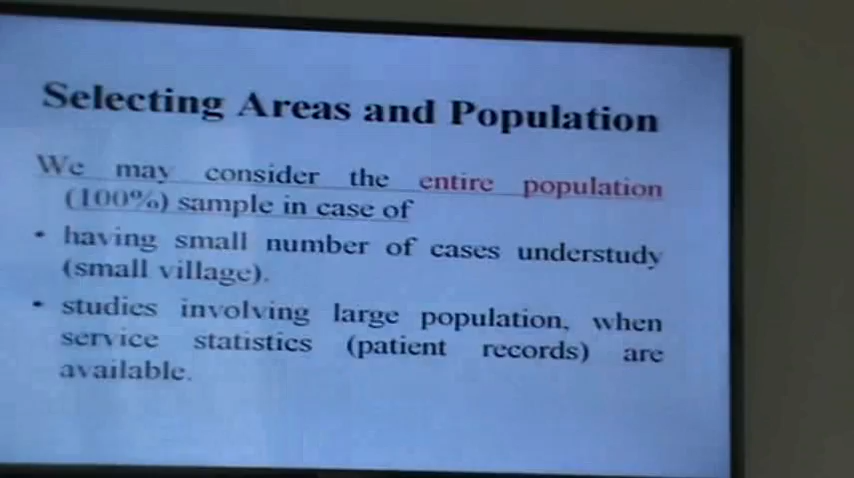 Selecting Areas and Population
We may consider the entire population
(100%) sample in case of
• having small number of cases understudy
(small village).
• studies involving large population, when
service statistics (patient records) are
available.